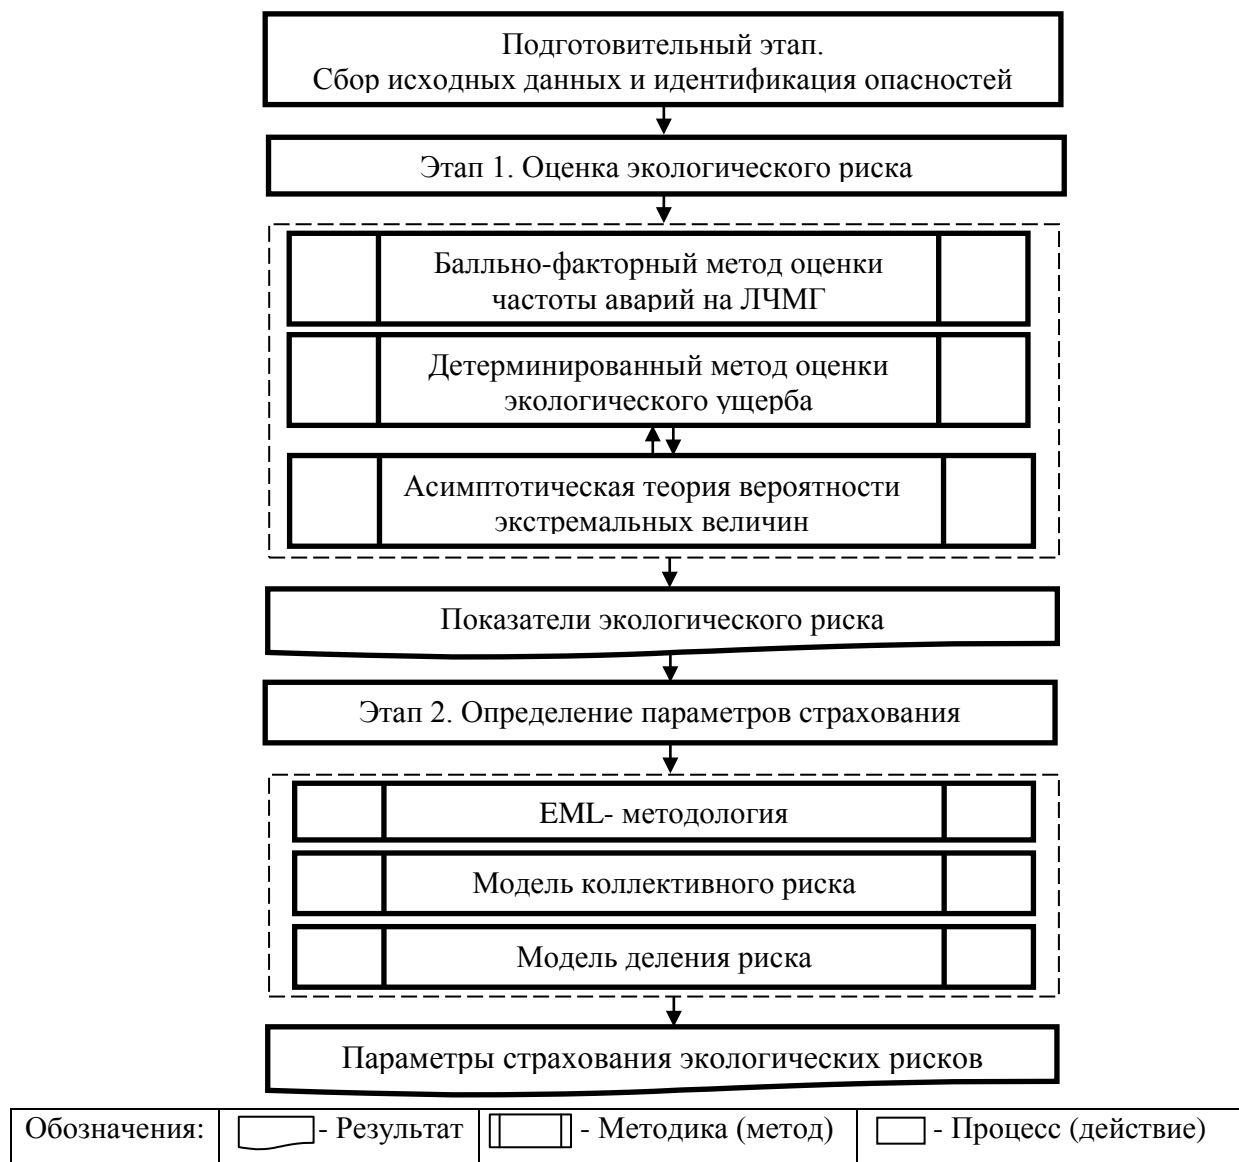 Подготовительный этап.
Сбор исходных данных и идентификация опасностей
Этап 1. Оценка экологического риска
Балльно-факторный метод оценки
частоты аварий на ЛЧМГ
Детерминированный метод оценки
экологического ущерба
Асимптотическая теория вероятности
экстремальных величин
Показатели экологического риска
Этап 2. Определение параметров страхования
EML- методология
Модель коллективного риска
Модель деления риска
Параметры страхования экологических рисков
Обозначения: - Результат - Методика (метод) - Процесс (действие)